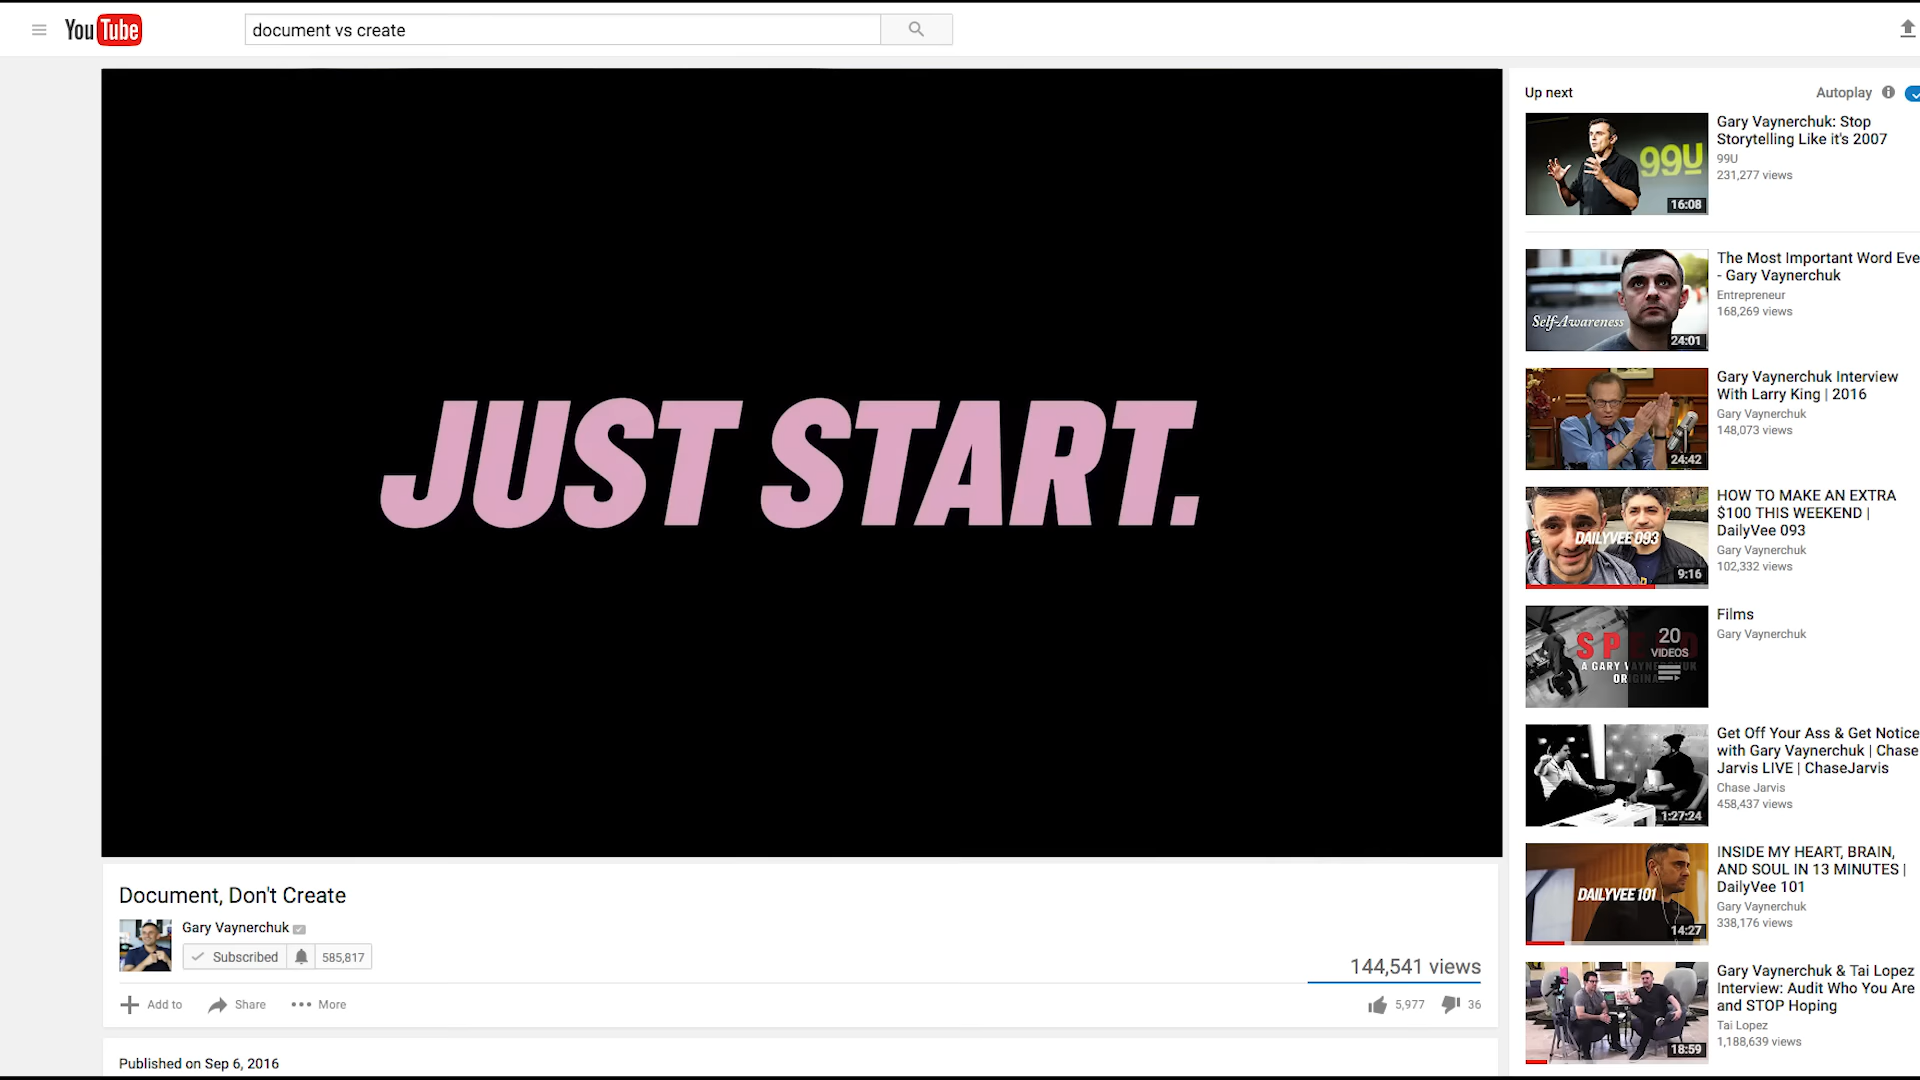 YouTube
document vs create
JUST START.
Document, Don't Create
Gary Vaynerchuk
Subscribed 585,817
144,541 views
Add to Share More
5,977 36
Published on Sep 6, 2016
Up next Autoplay
99U
16:08
Gary Vaynerchuk: Stop
Storytelling Like it's 2007
99U
231,277 views
Self-Awareness
24:01
The Most Important Word Eve
- Gary Vaynerchuk
Entrepreneur
168,269 views
24:42
Gary Vaynerchuk Interview
With Larry King | 2016
Gary Vaynerchuk
148,073 views
DAILYVEE 093
9:16
HOW TO MAKE AN EXTRA
$100 THIS WEEKEND |
DailyVee 093
Gary Vaynerchuk
102,332 views
20
VIDEOS
Films
Gary Vaynerchuk
1:27:24
Get Off Your Ass & Get Notice
with Gary Vaynerchuk | Chase
Jarvis LIVE | ChaseJarvis
Chase Jarvis
458,437 views
DAILYVEE 101
14:27
INSIDE MY HEART, BRAIN,
AND SOUL IN 13 MINUTES |
DailyVee 101
Gary Vaynerchuk
338,176 views
18:59
Gary Vaynerchuk & Tai Lopez
Interview: Audit Who You Are
and STOP Hoping
Tai Lopez
1,188,639 views